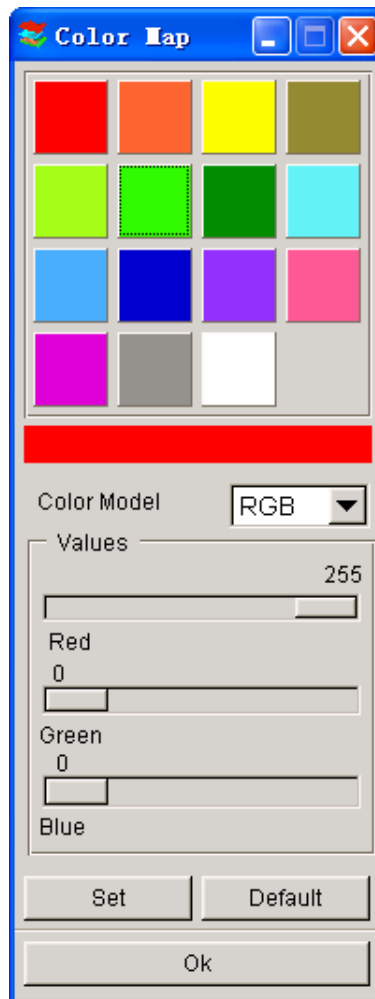 Color Map
Color Model
RGB
Values
255
Red
0
Green
0
Blue
Set
Default
Ok